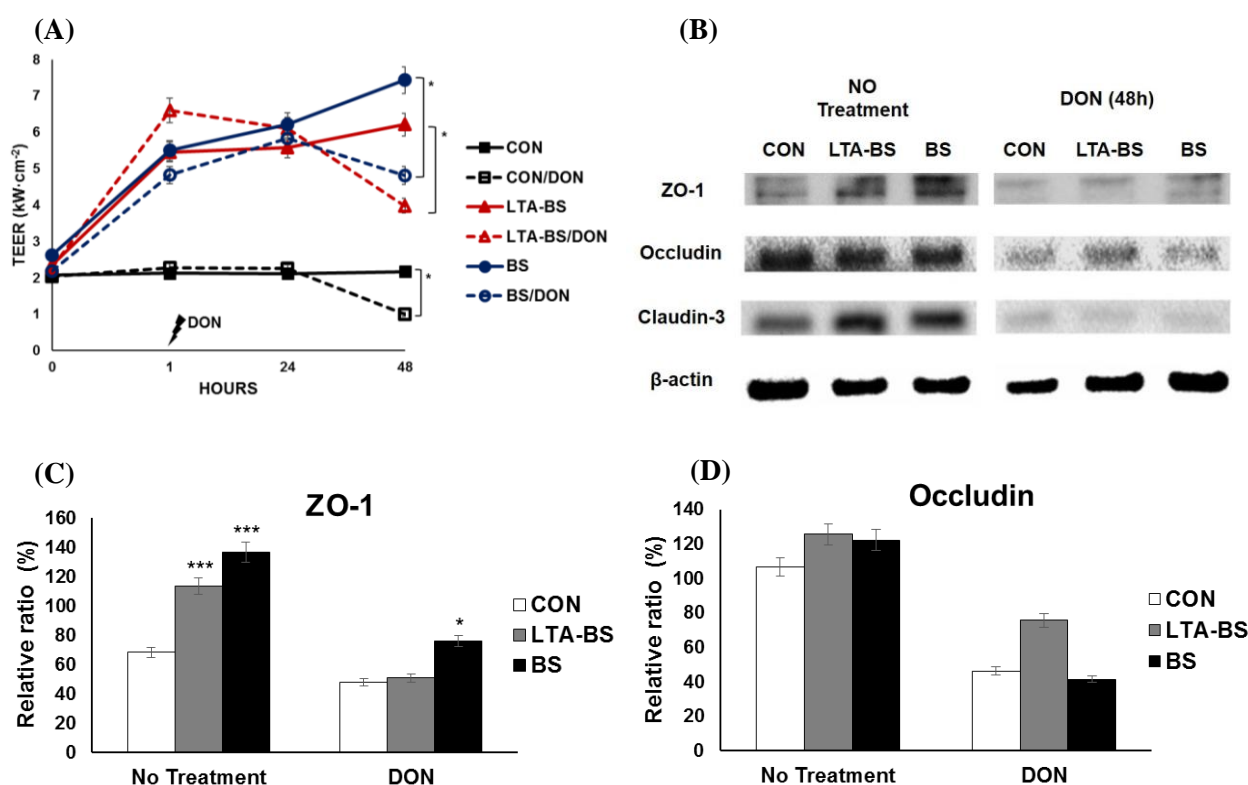 (A)
8
7
6
5
4
3
2
1
0
TEER (kW·cm-2)
DON
0 1 24 48
HOURS
*
*
*
CON
CON/DON
LTA-BS
LTA-BS/DON
BS
BS/DON
(B)
NO
Treatment
DON (48h)
CON LTA-BS BS CON LTA-BS BS
ZO-1
Occludin
Claudin-3
β-actin
(C)
ZO-1
160
140
120
100
80
60
40
20
0
Relative ratio (%)
***
***
*
No Treatment DON
CON
LTA-BS
BS
(D)
Occludin
140
120
100
80
60
40
20
0
Relative ratio (%)
No Treatment DON
CON
LTA-BS
BS